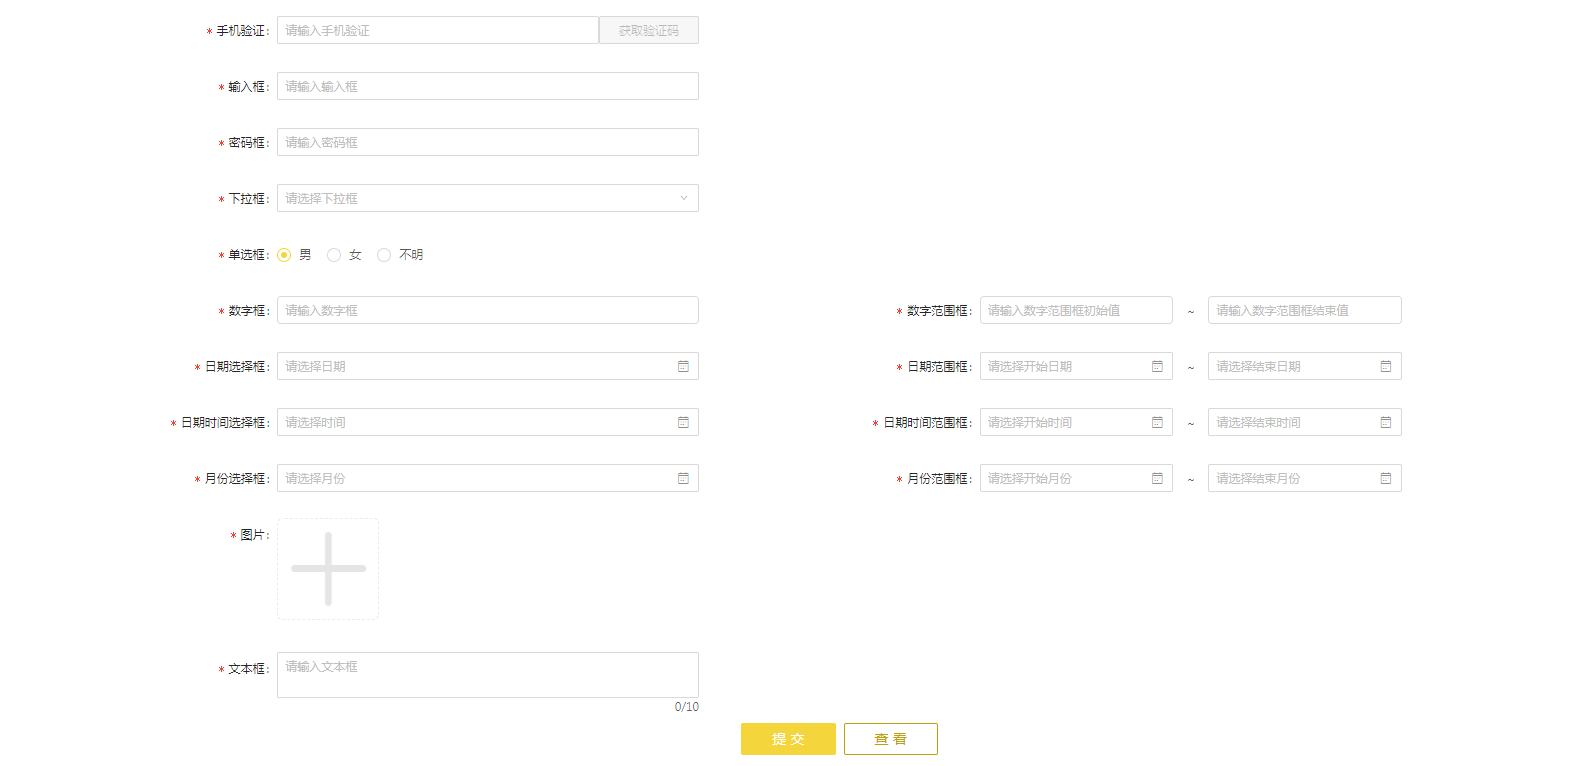 * 手机验证: 请输入手机验证 获取验证码
* 输入框: 请输入输入框
* 密码框: 请输入密码框
* 下拉框: 请选择下拉框
* 单选框: 男 女 不明
* 数字框: 请输入数字框 * 数字范围框: 请输入数字范围框初始值 ~ 请输入数字范围框结束值
* 日期选择框: 请选择日期 * 日期范围框: 请选择开始日期 ~ 请选择结束日期
* 日期时间选择框: 请选择时间 * 日期时间范围框: 请选择开始时间 ~ 请选择结束时间
* 月份选择框: 请选择月份 * 月份范围框: 请选择开始月份 ~ 请选择结束月份
* 图片:
* 文本框: 请输入文本框
0/10
提交 查看